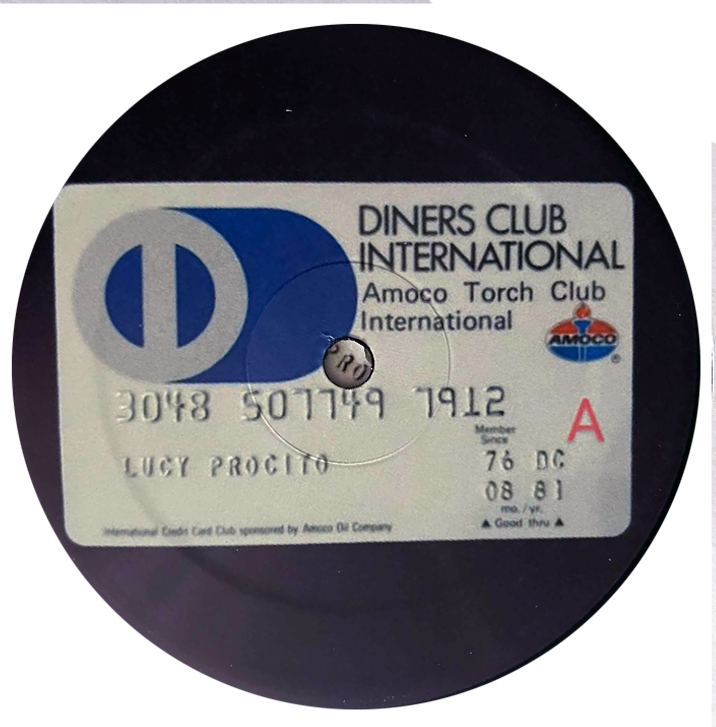 DINERS CLUB
INTERNATIONAL
Amoco Torch Club
International
AMOCO
®
PRO
3048 507749 7912
A
Member
Since
LUCY PROCITO
76 DC
08 81
mo. / yr.
▲ Good thru ▲
International Credit Card Club sponsored by Amoco Oil Company